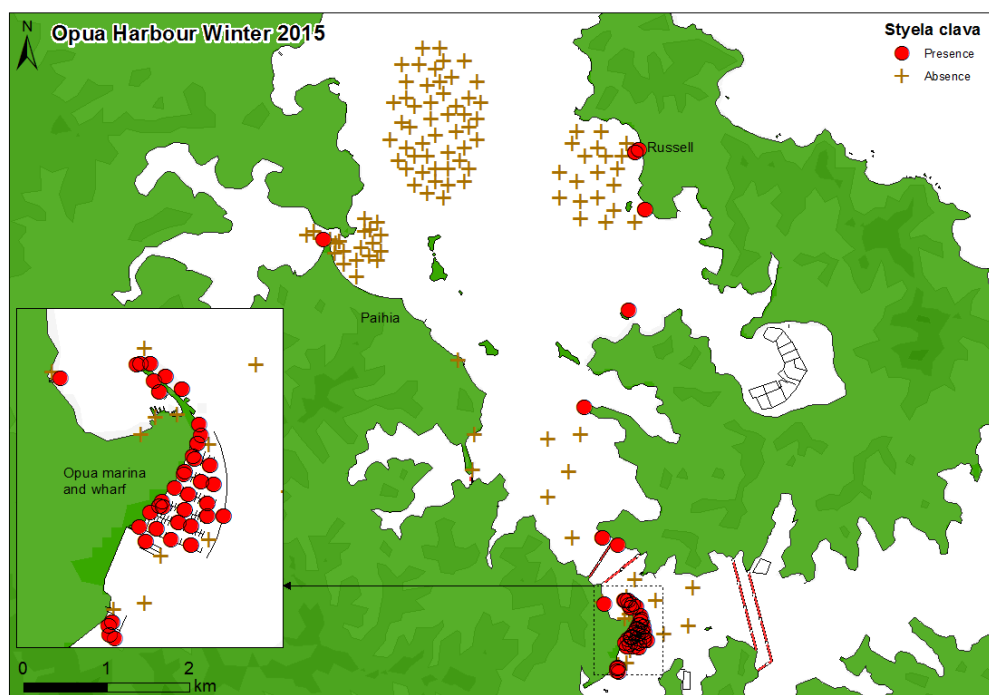 N
Opua Harbour Winter 2015
Styela clava
Presence
Absence
Russell
Paihia
Opua marina
and wharf
0 1 2
km